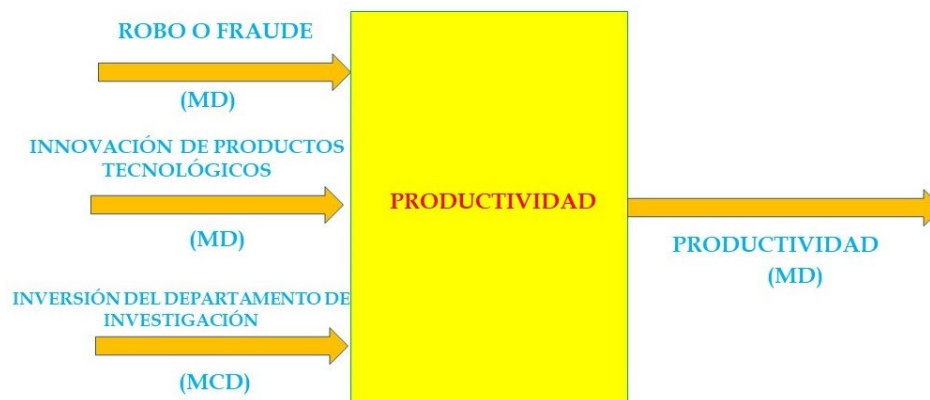 ROBO O FRAUDE
(MD)
INNOVACIÓN DE PRODUCTOS
TECNOLÓGICOS
(MD)
INVERSIÓN DEL DEPARTAMENTO DE
INVESTIGACIÓN
(MCD)
PRODUCTIVIDAD
PRODUCTIVIDAD
(MD)